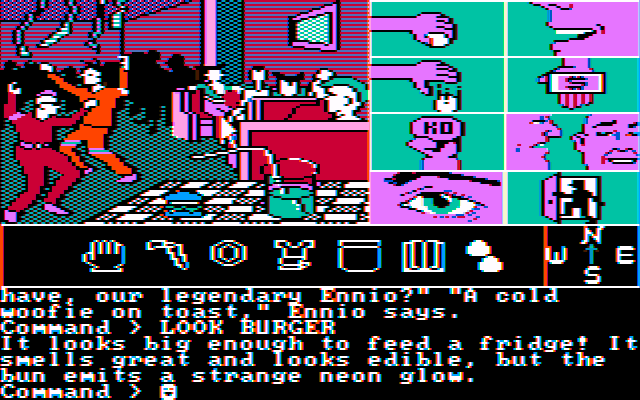 $
KO
N
W E
S
have, our legendary Ennio?" "A cold
woofie on toast," Ennio says.
Command > LOOK BURGER
It looks big enough to feed a fridge! It
smells great and looks edible, but the
bun emits a strange neon glow.
Command >